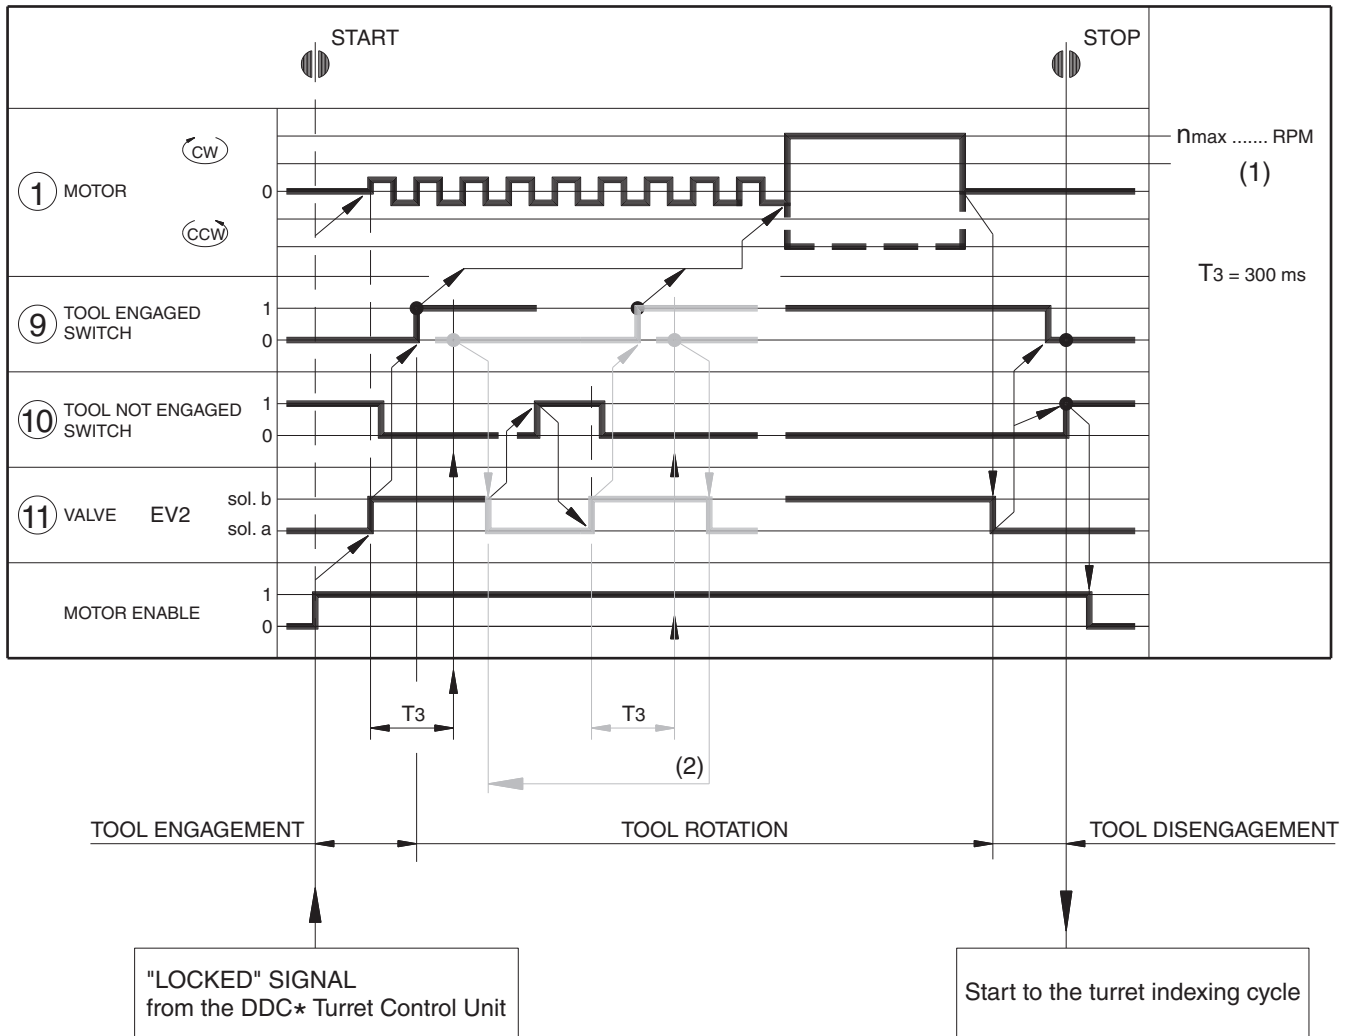 START
STOP
CW
nmax ....... RPM
(1)
1 MOTOR
0
CCW
T3 = 300 ms
9 TOOL ENGAGED
SWITCH
1
0
10 TOOL NOT ENGAGED
SWITCH
1
0
11 VALVE EV2
sol. b
sol. a
MOTOR ENABLE
1
0
T3
T3
(2)
TOOL ENGAGEMENT
TOOL ROTATION
TOOL DISENGAGEMENT
"LOCKED" SIGNAL
from the DDC* Turret Control Unit
Start to the turret indexing cycle